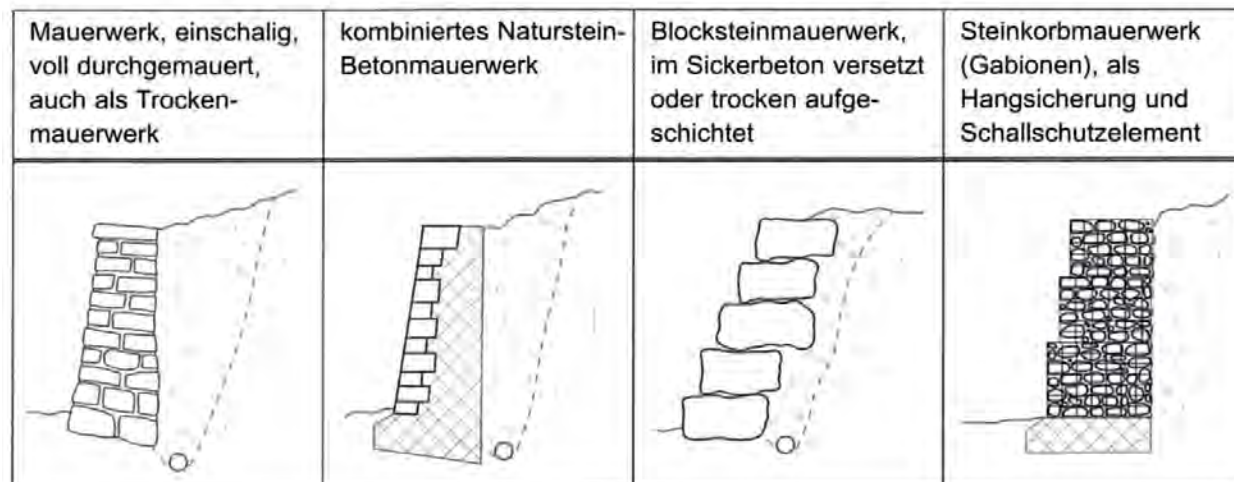 Mauerwerk, einschalig,
voll durchgemauert,
auch als Trocken-
mauerwerk
kombiniertes Naturstein-
Betonmauerwerk
Blocksteinmauerwerk,
im Sickerbeton versetzt
oder trocken aufge-
schichtet
Steinkorbmauerwerk
(Gabionen), als
Hangsicherung und
Schallschutzelement